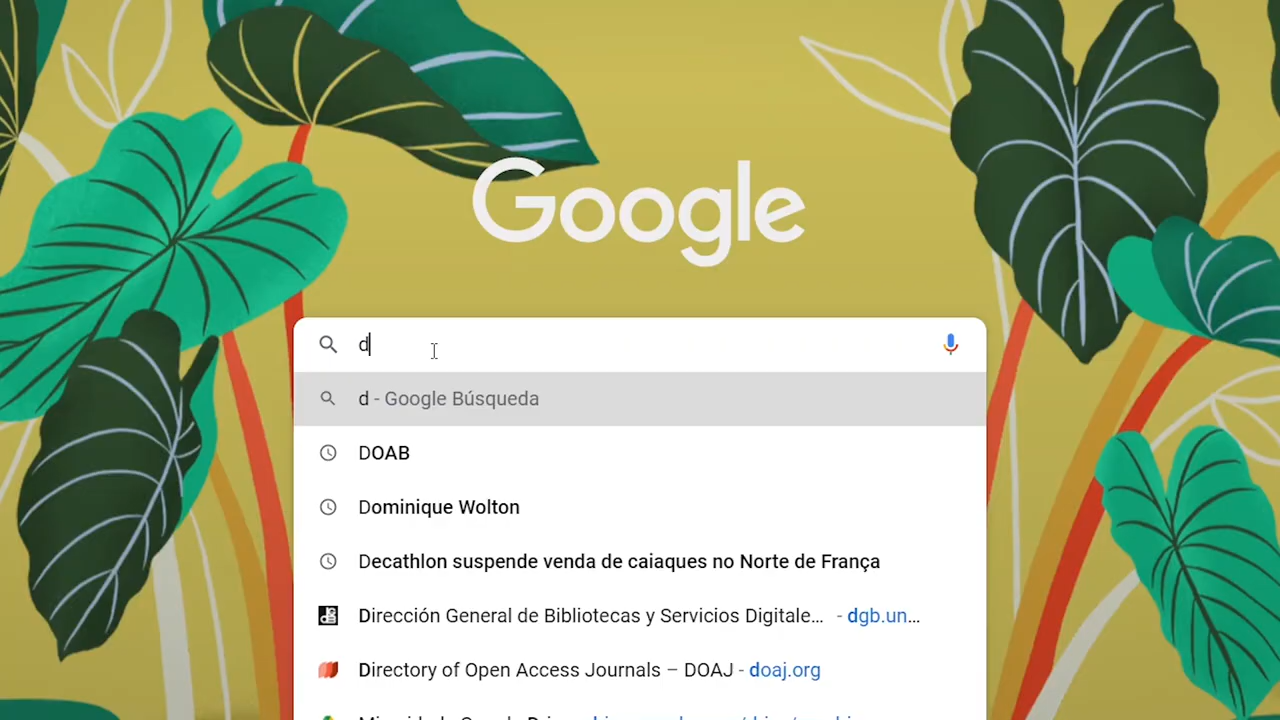 Google
d
d - Google Búsqueda
DOAB
Dominique Wolton
Decathlon suspende venda de caiaques no Norte de França
Dirección General de Bibliotecas y Servicios Digitale... - dgb.un...
Directory of Open Access Journals – DOAJ - doaj.org